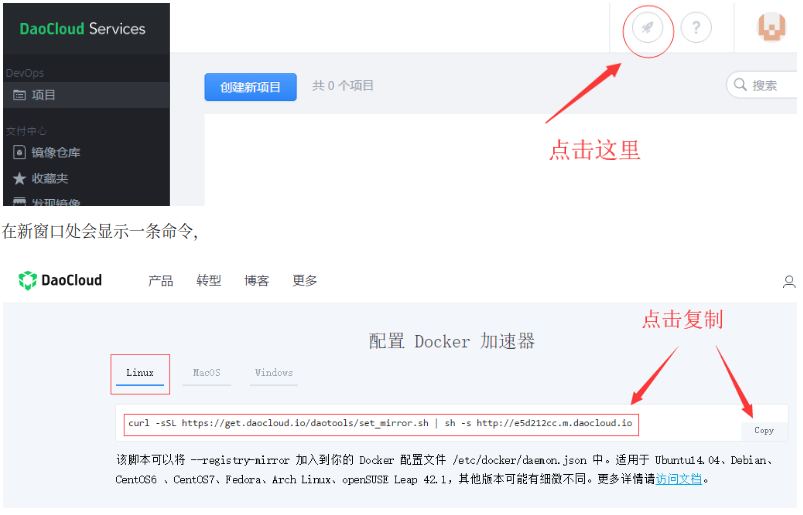 DaoCloud Services
?
DevOps
项目
创建新项目
共 0 个项目
搜索
点击这里
交付中心
镜像仓库
收藏夹
发现镜像
在新窗口处会显示一条命令,
DaoCloud
产品 转型 博客 更多
点击复制
配置 Docker 加速器
Linux MacOS Windows
curl -sSL https://get.daocloud.io/daotools/set_mirror.sh | sh -s http://e5d212cc.m.daocloud.io
Copy
该脚本可以将 --registry-mirror 加入到你的 Docker 配置文件 /etc/docker/daemon.json 中。适用于 Ubuntu14.04、Debian、
CentOS6 、CentOS7、Fedora、Arch Linux、openSUSE Leap 42.1，其他版本可能有细微不同。更多详情请访问文档。